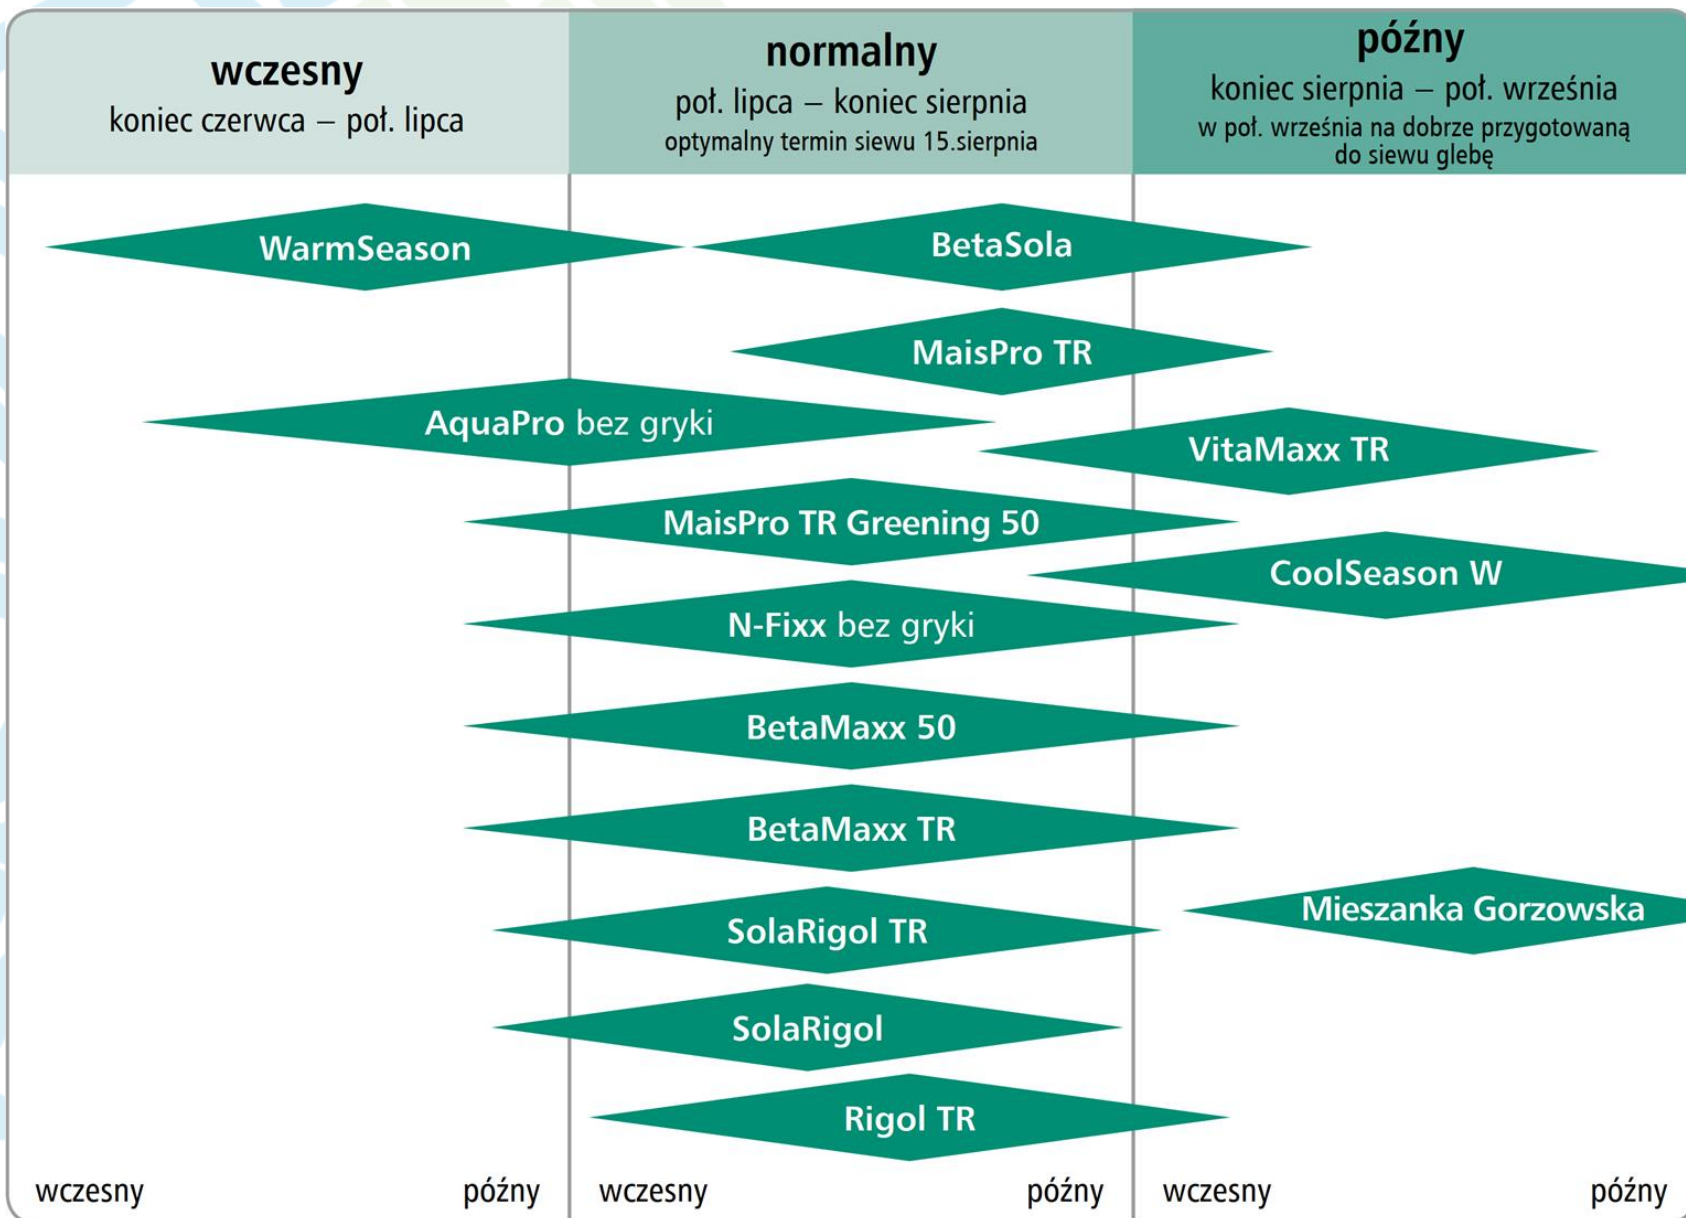 wczesny
koniec czerwca – poł. lipca
normalny
poł. lipca – koniec sierpnia
optymalny termin siewu 15.sierpnia
późny
koniec sierpnia – poł. września
w poł. września na dobrze przygotowaną
do siewu glebę
WarmSeason
BetaSola
MaisPro TR
AquaPro bez gryki
VitaMaxx TR
MaisPro TR Greening 50
CoolSeason W
N-Fixx bez gryki
BetaMaxx 50
BetaMaxx TR
Mieszanka Gorzowska
SolaRigol TR
SolaRigol
Rigol TR
wczesny późny wczesny późny wczesny późny